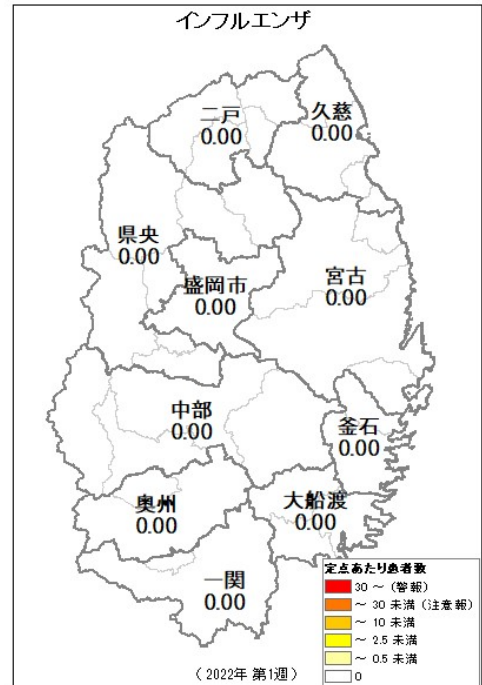 インフルエンザ
二戸
0.00
久慈
0.00
県央
0.00
盛岡市
0.00
宮古
0.00
中部
0.00
釜石
0.00
奥州
0.00
大船渡
0.00
一関
0.00
定点あたり患者数
30 ～ (警報)
～ 30 未満 (注意報)
～ 10 未満
～ 2.5 未満
～ 0.5 未満
0
（2022年 第1週）